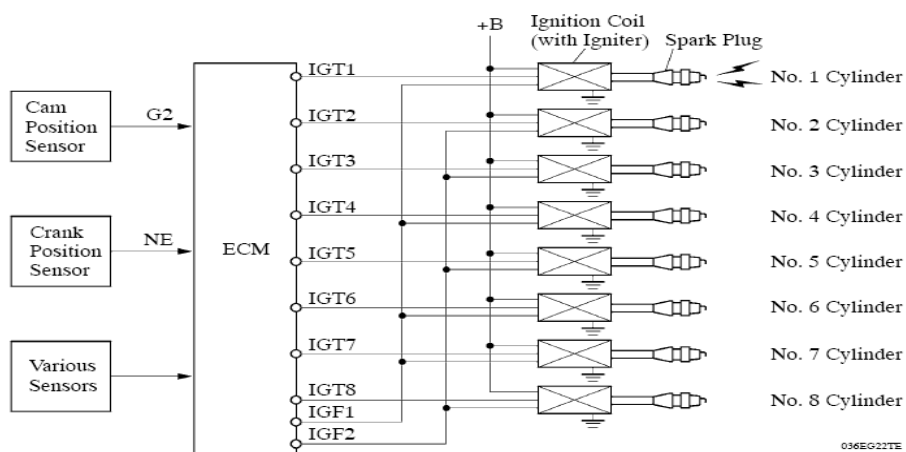 +B
Ignition Coil
(with Igniter)
Spark Plug
Cam
Position
Sensor
G2
Crank
Position
Sensor
NE
Various
Sensors
ECM
IGT1
IGT2
IGT3
IGT4
IGT5
IGT6
IGT7
IGT8
IGF1
IGF2
No. 1 Cylinder
No. 2 Cylinder
No. 3 Cylinder
No. 4 Cylinder
No. 5 Cylinder
No. 6 Cylinder
No. 7 Cylinder
No. 8 Cylinder
036EG22TE